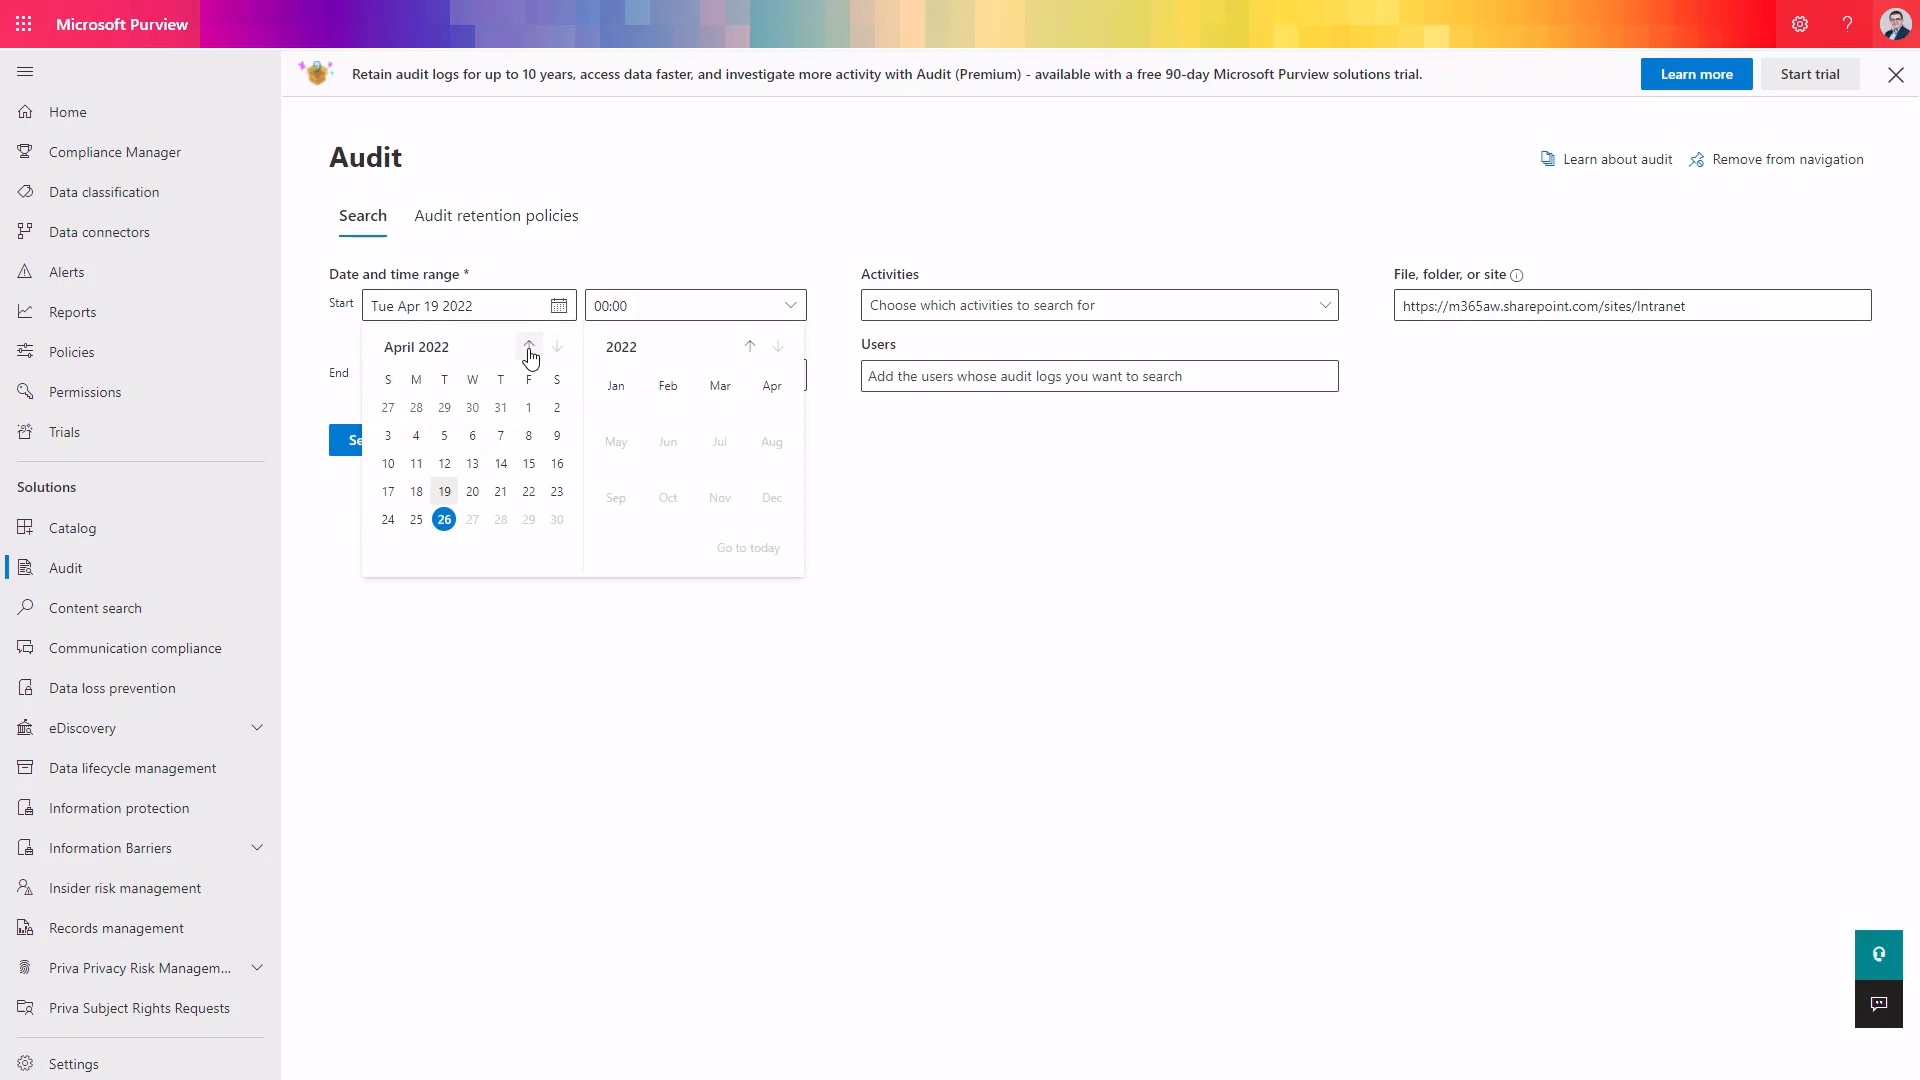 Microsoft Purview
?
Retain audit logs for up to 10 years, access data faster, and investigate more activity with Audit (Premium) - available with a free 90-day Microsoft Purview solutions trial.
Learn more
Start trial
Home
Compliance Manager
Data classification
Data connectors
Alerts
Reports
Policies
Permissions
Trials
Solutions
Catalog
Audit
Content search
Communication compliance
Data loss prevention
eDiscovery
Data lifecycle management
Information protection
Information Barriers
Insider risk management
Records management
Priva Privacy Risk Managem...
Priva Subject Rights Requests
Settings
Audit
Learn about audit
Remove from navigation
Search
Audit retention policies
Date and time range *
Start
Tue Apr 19 2022
00:00
End
Se
April 2022
S M T W T F S
27 28 29 30 31 1 2
3 4 5 6 7 8 9
10 11 12 13 14 15 16
17 18 19 20 21 22 23
24 25 26 27 28 29 30
2022
Jan Feb Mar Apr
May Jun Jul Aug
Sep Oct Nov Dec
Go to today
Activities
Choose which activities to search for
Users
Add the users whose audit logs you want to search
File, folder, or site
https://m365aw.sharepoint.com/sites/Intranet